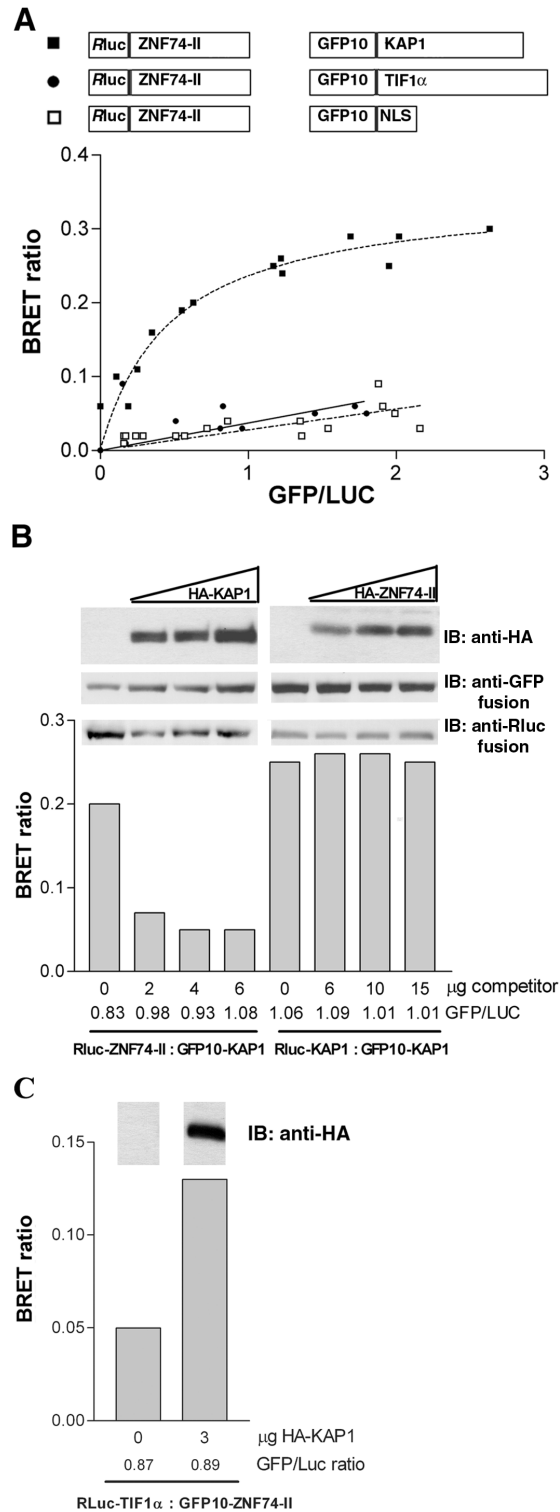 A
Rluc ZNF74-II GFP10 KAP1
Rluc ZNF74-II GFP10 TIF1α
Rluc ZNF74-II GFP10 NLS
0.4
0.3
0.2
0.1
0.0
BRET ratio
0 1 2 3
GFP/LUC
B
HA-KAP1 HA-ZNF74-II
IB: anti-HA
IB: anti-GFP
fusion
IB: anti-Rluc
fusion
0.3
0.2
0.1
0.0
BRET ratio
0 2 4 6 0 6 10 15 μg competitor
0.83 0.98 0.93 1.08 1.06 1.09 1.01 1.01 GFP/LUC
Rluc-ZNF74-II : GFP10-KAP1 Rluc-KAP1 : GFP10-KAP1
C
IB: anti-HA
0.15
0.10
0.05
0.00
BRET ratio
0 3 μg HA-KAP1
0.87 0.89 GFP/Luc ratio
RLuc-TIF1α : GFP10-ZNF74-II